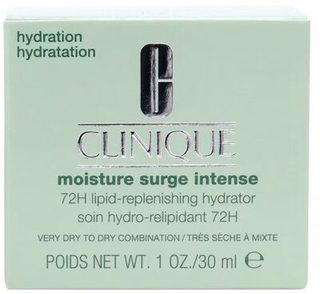 hydration
hydratation
C
CLINIQUE
moisture surge intense
72H lipid-replenishing hydrator
soin hydro-relipidant 72H
VERY DRY TO DRY COMBINATION / TRÈS SÈCHE À MIXTE
POIDS NET WT. 1 OZ./30 ml ℮